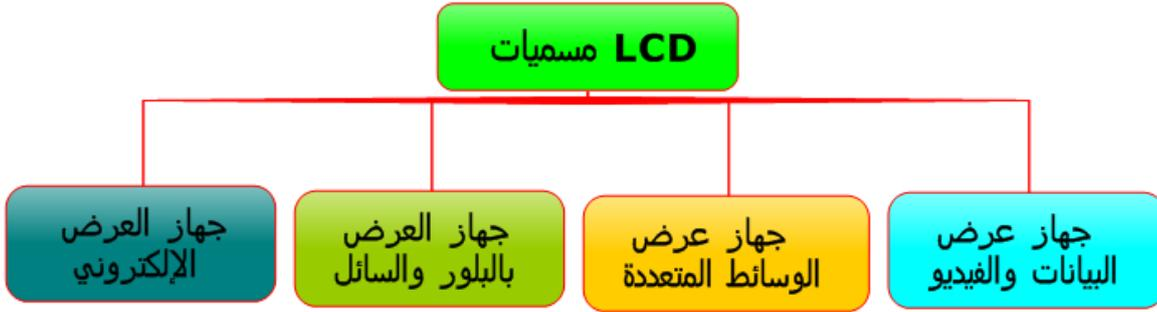 مسميات LCD
جهاز عرض
البيانات والفيديو
جهاز عرض
الوسائط المتعددة
جهاز العرض
بالبلور والسائل
جهاز العرض
الإلكتروني